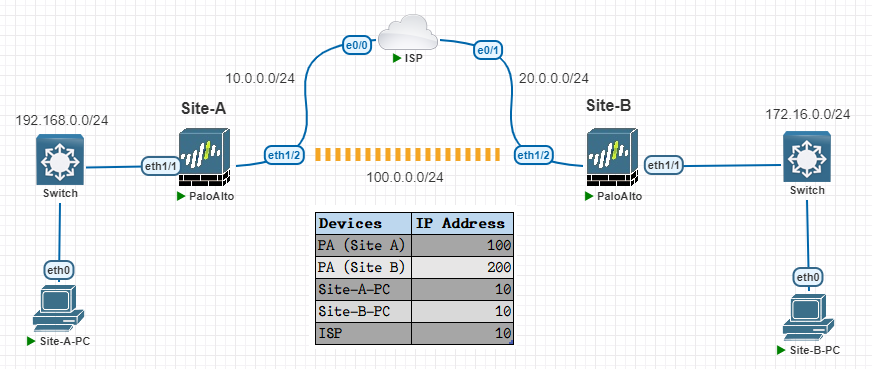 e0/0
ISP
e0/1
10.0.0.0/24
20.0.0.0/24
Site-A
Site-B
192.168.0.0/24
172.16.0.0/24
eth1/1
eth1/2
eth1/2
eth1/1
100.0.0.0/24
Switch
PaloAlto
PaloAlto
Switch
Devices IP Address
PA (Site A) 100
PA (Site B) 200
Site-A-PC 10
Site-B-PC 10
ISP 10
eth0
eth0
Site-A-PC
Site-B-PC